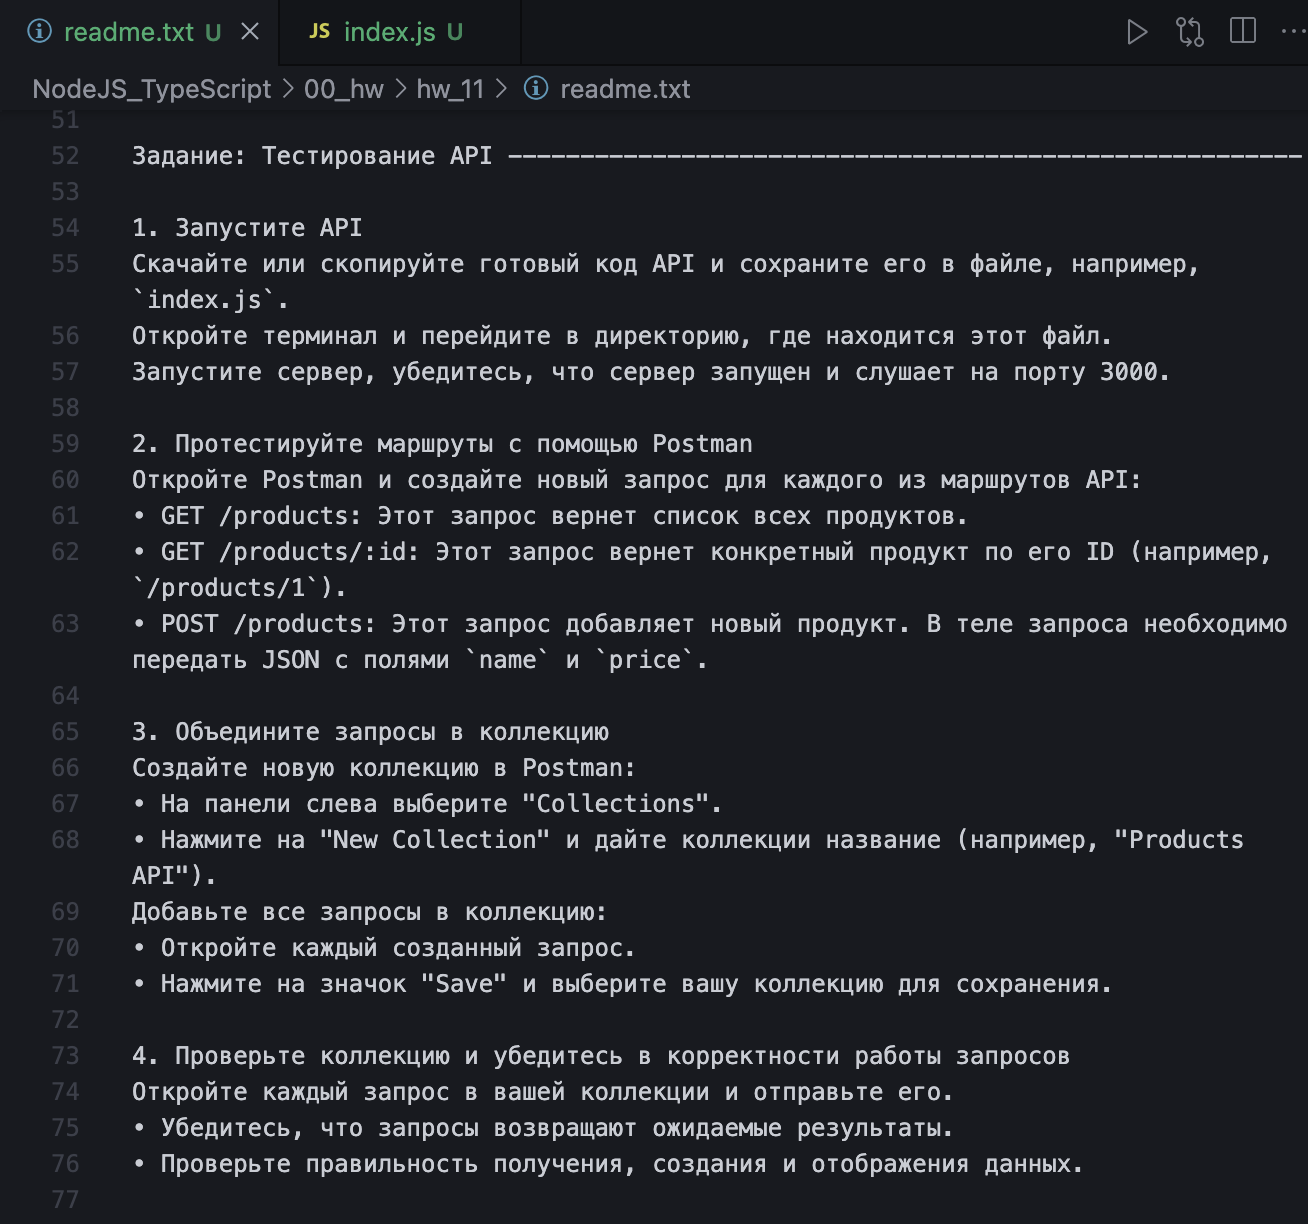 readme.txt U
JS index.js U
NodeJS_TypeScript > 00_hw > hw_11 > readme.txt
51
52 Задание: Тестирование API -------------------------------------------------------
53
54 1. Запустите API
55 Скачайте или скопируйте готовый код API и сохраните его в файле, например,
`index.js`.
56 Откройте терминал и перейдите в директорию, где находится этот файл.
57 Запустите сервер, убедитесь, что сервер запущен и слушает на порту 3000.
58
59 2. Протестируйте маршруты с помощью Postman
60 Откройте Postman и создайте новый запрос для каждого из маршрутов API:
61 • GET /products: Этот запрос вернет список всех продуктов.
62 • GET /products/:id: Этот запрос вернет конкретный продукт по его ID (например,
`/products/1`).
63 • POST /products: Этот запрос добавляет новый продукт. В теле запроса необходимо
передать JSON с полями `name` и `price`.
64
65 3. Объедините запросы в коллекцию
66 Создайте новую коллекцию в Postman:
67 • На панели слева выберите "Collections".
68 • Нажмите на "New Collection" и дайте коллекции название (например, "Products
API").
69 Добавьте все запросы в коллекцию:
70 • Откройте каждый созданный запрос.
71 • Нажмите на значок "Save" и выберите вашу коллекцию для сохранения.
72
73 4. Проверьте коллекцию и убедитесь в корректности работы запросов
74 Откройте каждый запрос в вашей коллекции и отправьте его.
75 • Убедитесь, что запросы возвращают ожидаемые результаты.
76 • Проверьте правильность получения, создания и отображения данных.
77